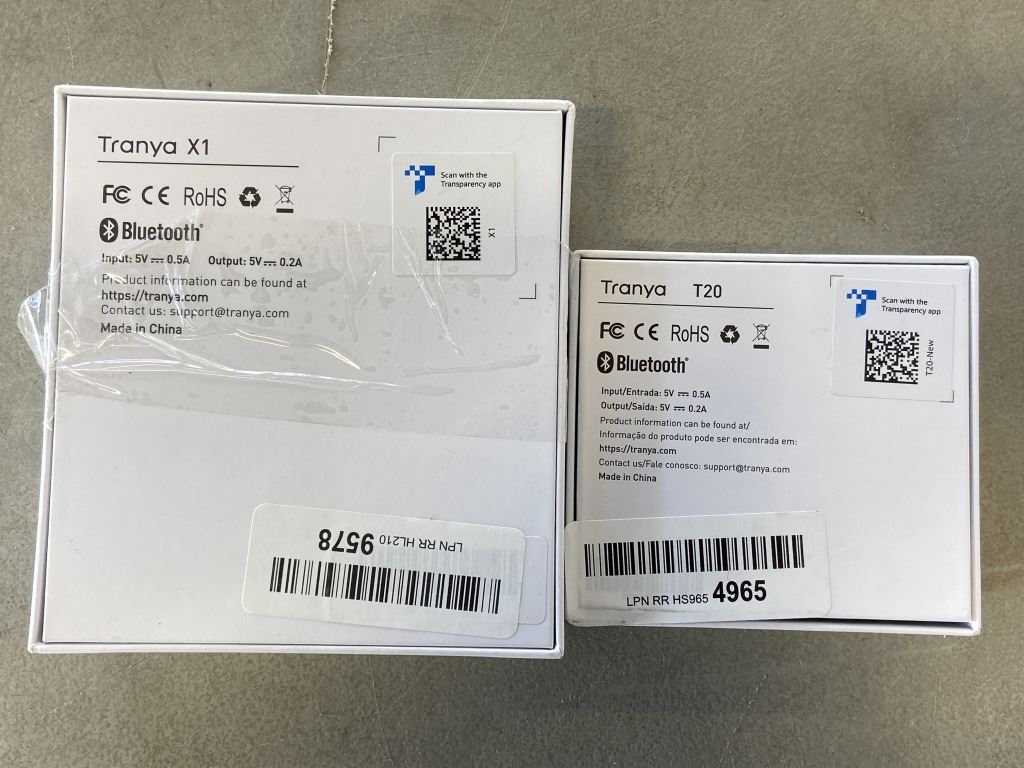 Tranya X1
FC CE RoHS
Bluetooth®
Input: 5V⎓0.5A Output: 5V⎓0.2A
Product information can be found at
https://tranya.com
Contact us: support@tranya.com
Made in China
Scan with the
Transparency app
X1
LPN RR HL210 9578
Tranya T20
FC CE RoHS
Bluetooth®
Input/Entrada: 5V ⎓ 0.5A
Output/Saída: 5V ⎓ 0.2A
Product information can be found at/
Informação do produto pode ser encontrada em:
https://tranya.com
Contact us/Fale conosco: support@tranya.com
Made in China
Scan with the
Transparency app
T20-New
LPN RR HS965 4965